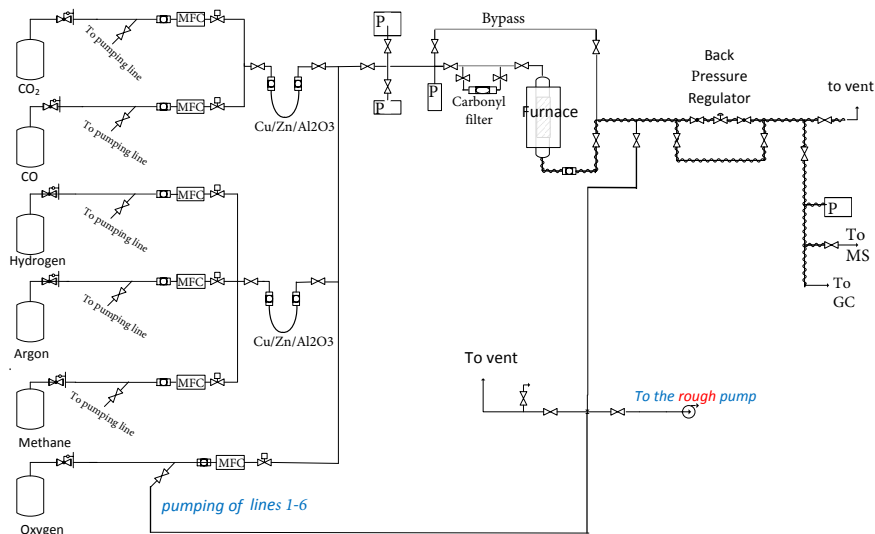 MFC
To pumping line
CO₂
MFC
To pumping line
CO
Cu/Zn/Al2O3
P
P
Bypass
P
Carbonyl
filter
Furnace
Back
Pressure
Regulator
to vent
P
To
MS
To
GC
MFC
To pumping line
Hydrogen
MFC
To pumping line
Argon
Cu/Zn/Al2O3
MFC
To pumping line
Methane
MFC
Oxygen
pumping of lines 1-6
To vent
To the rough pump